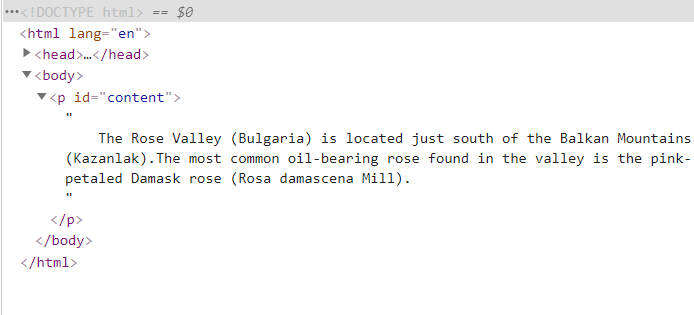 …<!DOCTYPE html> == $0
<html lang="en">
▶<head>…</head>
▼<body>
▼<p id="content">
"
The Rose Valley (Bulgaria) is located just south of the Balkan Mountains
(Kazanlak).The most common oil-bearing rose found in the valley is the pink-
petaled Damask rose (Rosa damascena Mill).
"
</p>
</body>
</html>